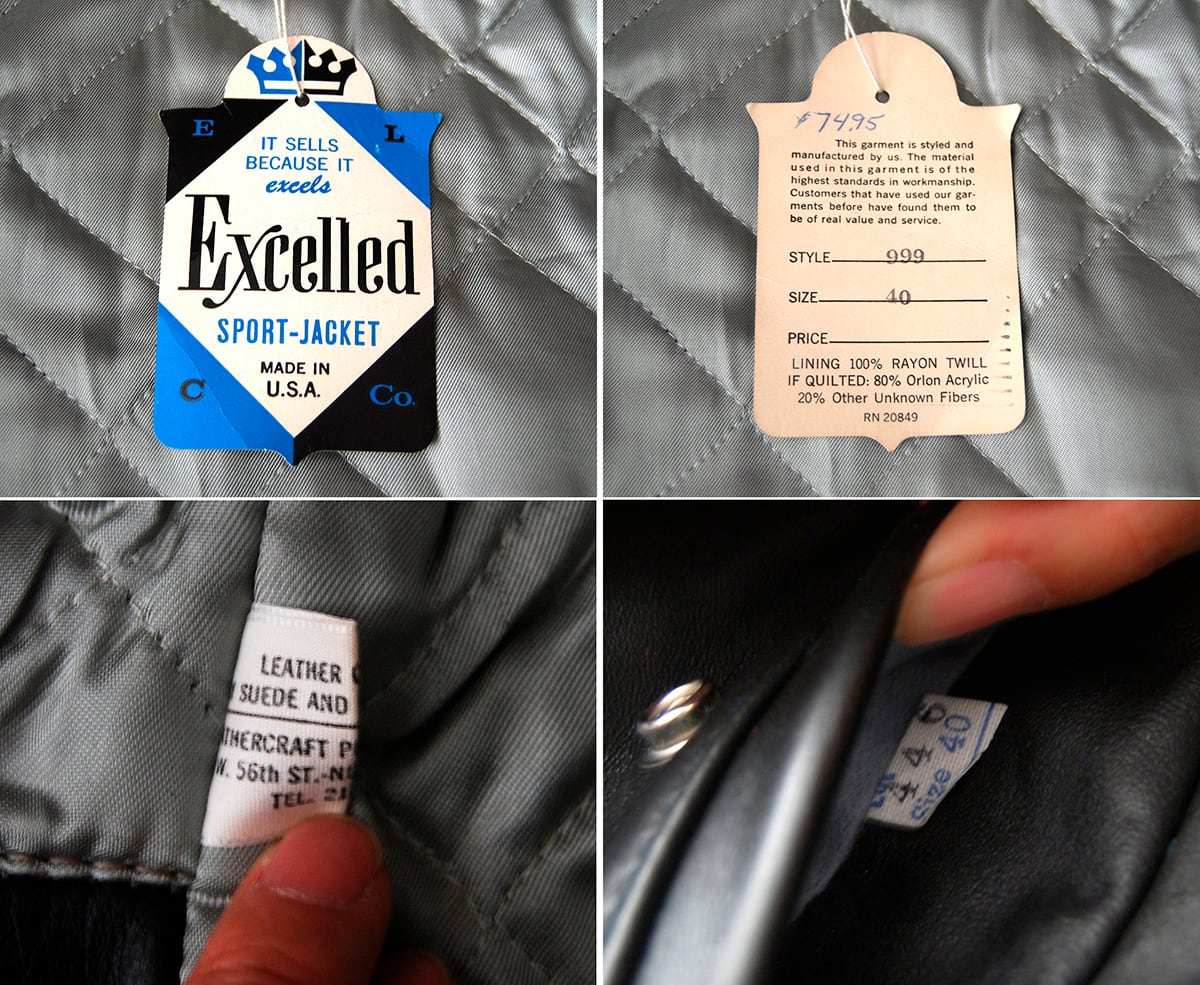 E L
IT SELLS
BECAUSE IT
excels
Excelled
SPORT-JACKET
MADE IN
U.S.A.
C Co.
$74.95
This garment is styled and
manufactured by us. The material
used in this garment is of the
highest standards in workmanship.
Customers that have used our gar-
ments before have found them to
be of real value and service.
STYLE 999
SIZE 40
PRICE
LINING 100% RAYON TWILL
IF QUILTED: 80% Orlon Acrylic
20% Other Unknown Fibers
RN 20849
LEATHER
SUEDE AND
THERCRAFT P
W. 56th ST.-N
TEL. 21
Size 40